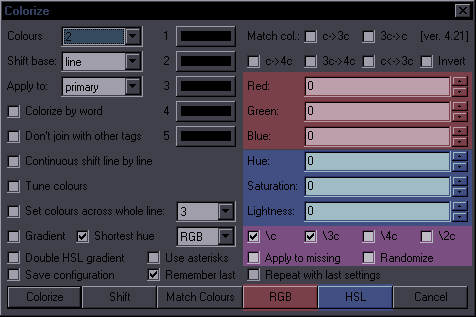 Colorize
Colours 2 1 Match col.: c->3c 3c->c [ver. 4.21]
Shift base: line 2 c->4c 3c->4c c<->3c Invert
Apply to: primary 3 Red: 0
Colorize by word 4 Green: 0
Don't join with other tags 5 Blue: 0
Continuous shift line by line Hue: 0
Tune colours Saturation: 0
Set colours across whole line: 3 Lightness: 0
Gradient Shortest hue RGB \c \3c \4c \2c
Double HSL gradient Use asterisks Apply to missing Randomize
Save configuration Remember last Repeat with last settings
Colorize Shift Match Colours RGB HSL Cancel